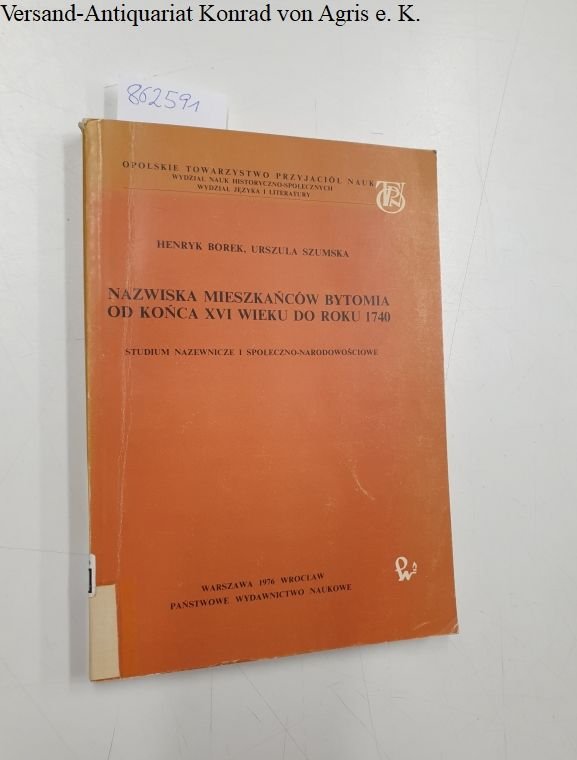 Versand-Antiquariat Konrad von Agris e. K.
862591
OPOLSKIE TOWARZYSTWO PRZYJACIÓŁ NAUK
WYDZIAŁ NAUK HISTORYCZNO-SPOŁECZNYCH
WYDZIAŁ JĘZYKA I LITERATURY
HENRYK BOREK, URSZULA SZUMSKA
NAZWISKA MIESZKAŃCÓW BYTOMIA
OD KOŃCA XVI WIEKU DO ROKU 1740
STUDIUM NAZEWNICZE I SPOŁECZNO-NARODOWOŚCIOWE
WARSZAWA 1976 WROCŁAW
PAŃSTWOWE WYDAWNICTWO NAUKOWE